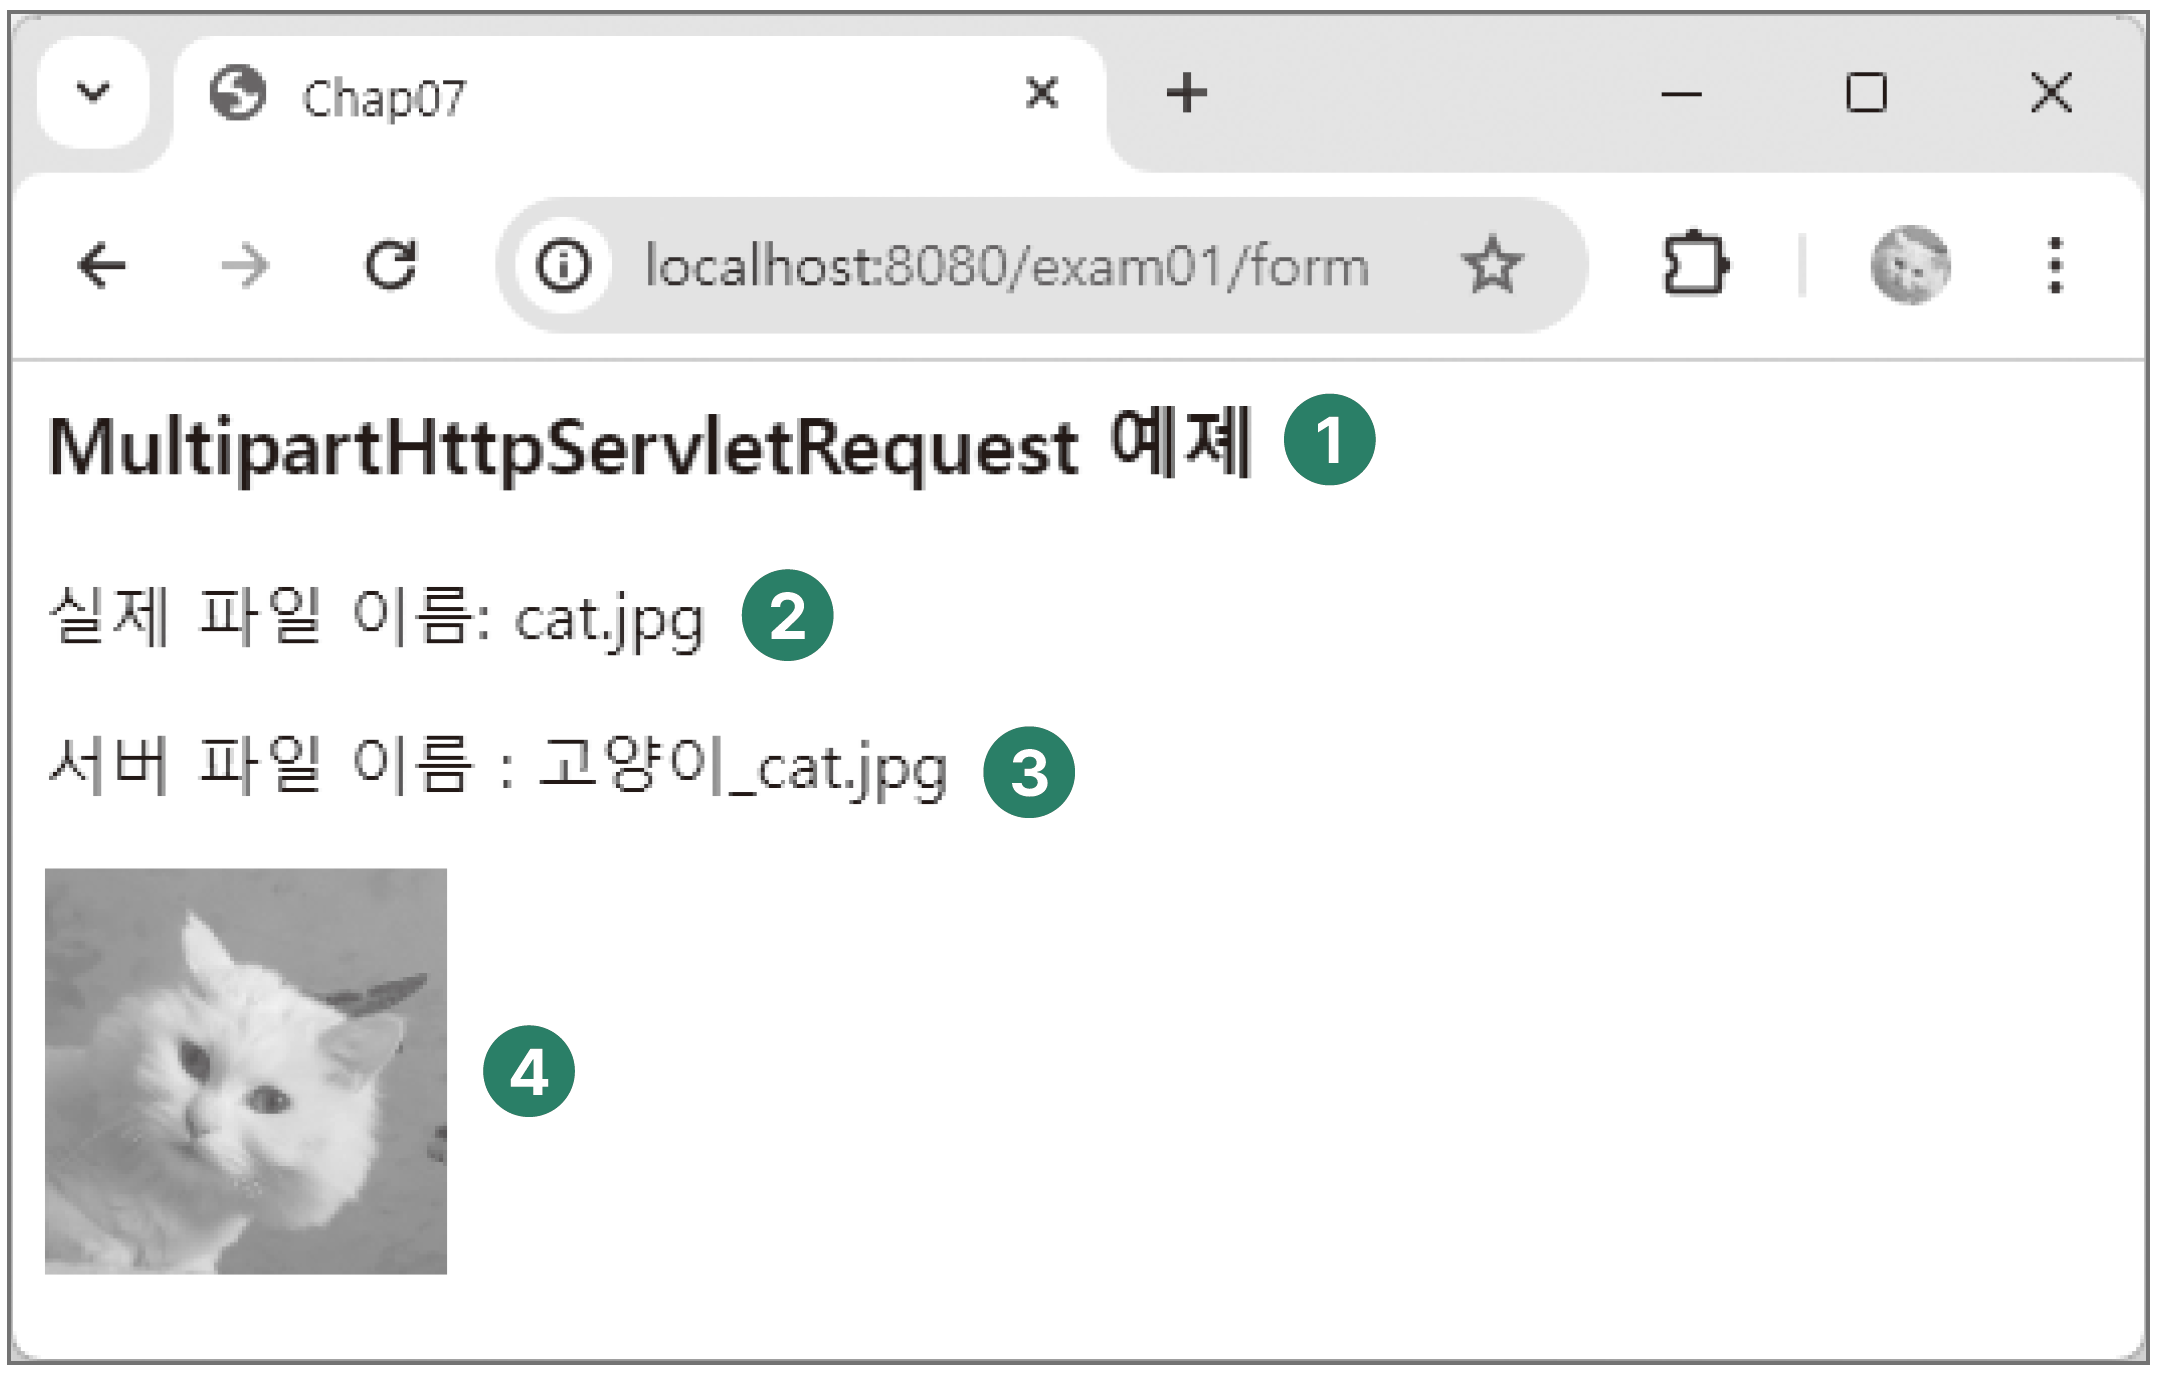 Chap07
localhost:8080/exam01/form
MultipartHttpServletRequest 예제 1
실제 파일 이름: cat.jpg 2
서버 파일 이름 : 고양이_cat.jpg 3
4